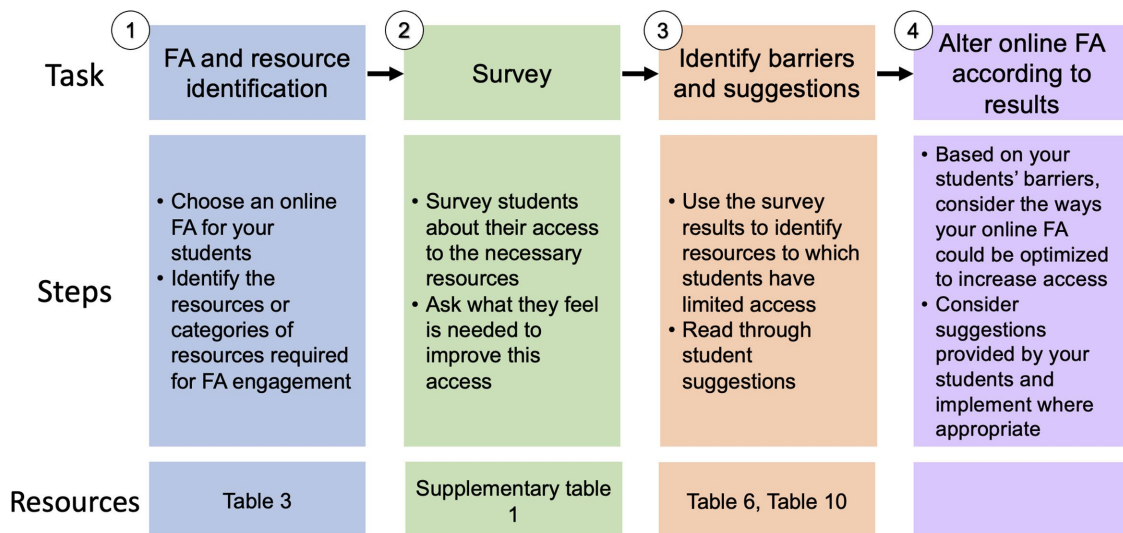 1
FA and resource
identification
2
Survey
3
Identify barriers
and suggestions
4
Alter online FA
according to
results
Task
Steps
• Choose an online
FA for your
students
• Identify the
resources or
categories of
resources required
for FA engagement
• Survey students
about their access
to the necessary
resources
• Ask what they feel
is needed to
improve this
access
• Use the survey
results to identify
resources to which
students have
limited access
• Read through
student
suggestions
• Based on your
students’ barriers,
consider the ways
your online FA
could be optimized
to increase access
• Consider
suggestions
provided by your
students and
implement where
appropriate
Resources
Table 3
Supplementary table
1
Table 6, Table 10